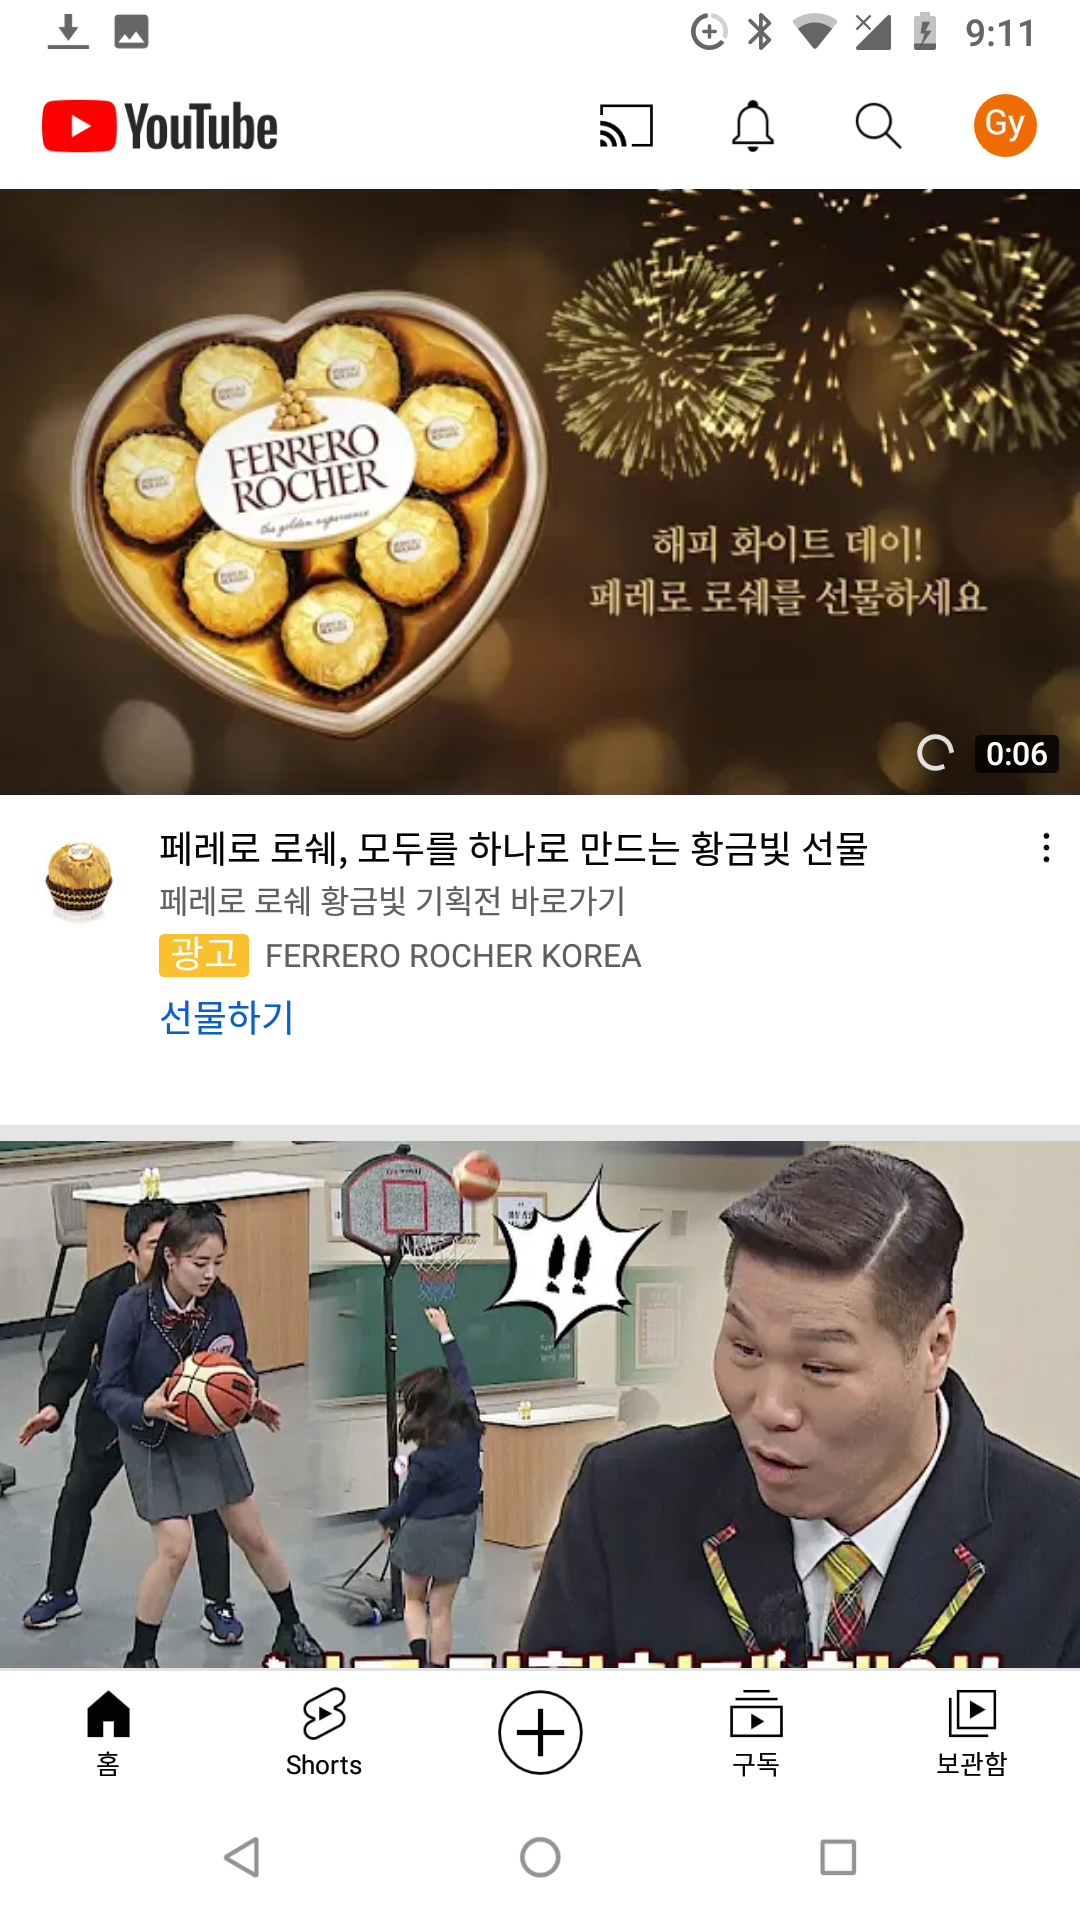 9:11
YouTube
Gy
FERRERO
ROCHER
the golden experience
해피 화이트 데이!
페레로 로쉐를 선물하세요
0:06
페레로 로쉐, 모두를 하나로 만드는 황금빛 선물
페레로 로쉐 황금빛 기획전 바로가기
광고 FERRERO ROCHER KOREA
선물하기
!!
홈
Shorts
구독
보관함